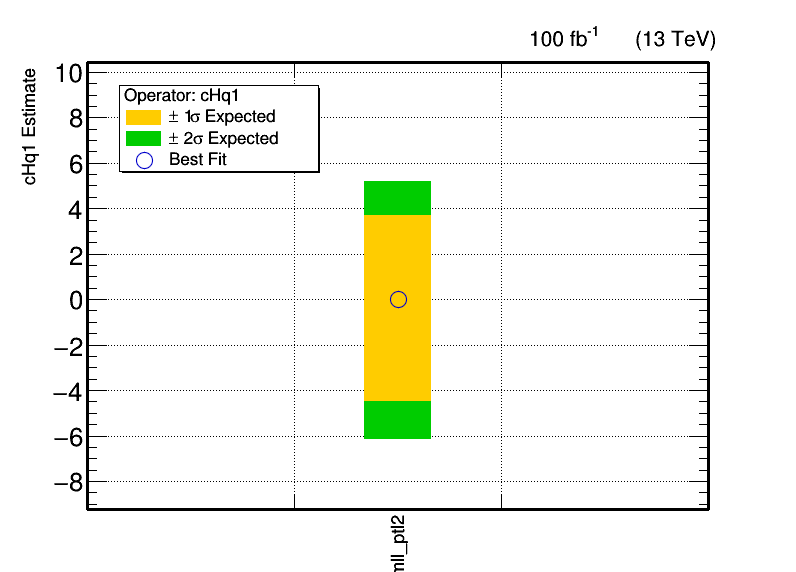 100 fb-1 (13 TeV)
cHq1 Estimate
10
8
6
4
2
0
−2
−4
−6
−8
Operator: cHq1
± 1σ Expected
± 2σ Expected
Best Fit
mll_ptl2